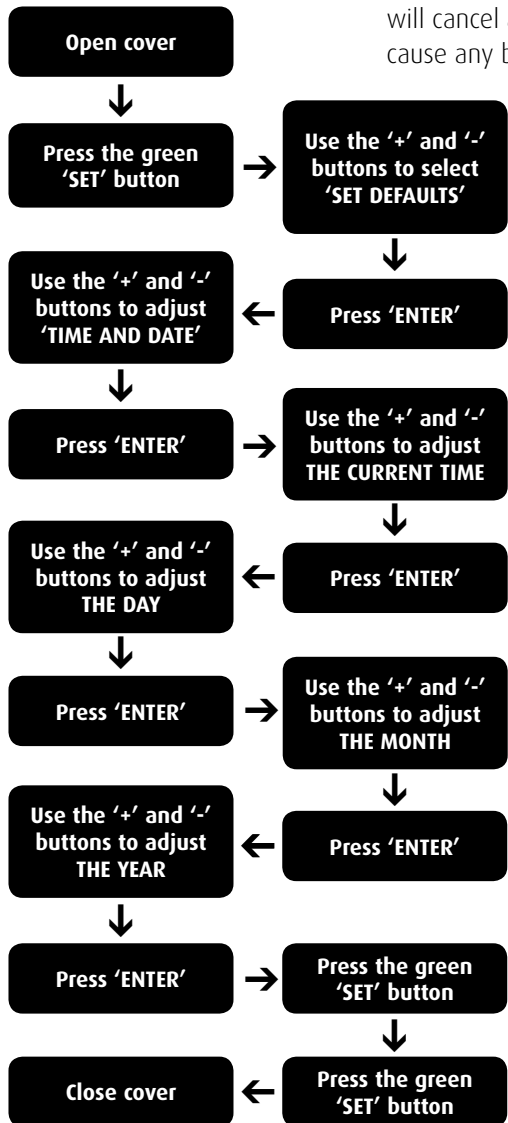 will cancel
cause any
Open cover
Press the green
‘SET’ button
Use the ‘+’ and ‘-’
buttons to select
‘SET DEFAULTS’
Press ‘ENTER’
Use the ‘+’ and ‘-’
buttons to adjust
‘TIME AND DATE’
Press ‘ENTER’
Use the ‘+’ and ‘-’
buttons to adjust
THE CURRENT TIME
Press ‘ENTER’
Use the ‘+’ and ‘-’
buttons to adjust
THE DAY
Press ‘ENTER’
Use the ‘+’ and ‘-’
buttons to adjust
THE MONTH
Press ‘ENTER’
Use the ‘+’ and ‘-’
buttons to adjust
THE YEAR
Press ‘ENTER’
Press the green
‘SET’ button
Press the green
‘SET’ button
Close cover